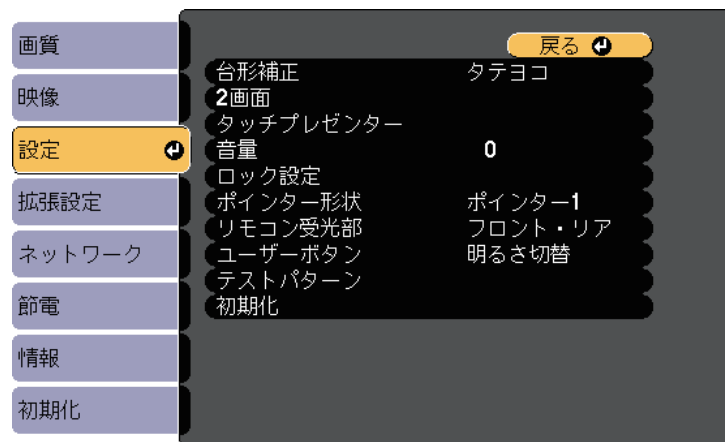 画質
映像
設定
拡張設定
ネットワーク
節電
情報
初期化
戻る
台形補正 タテヨコ
2画面
タッチプレゼンター
音量 0
ロック設定
ポインター形状 ポインター1
リモコン受光部 フロント・リア
ユーザーボタン 明るさ切替
テストパターン
初期化